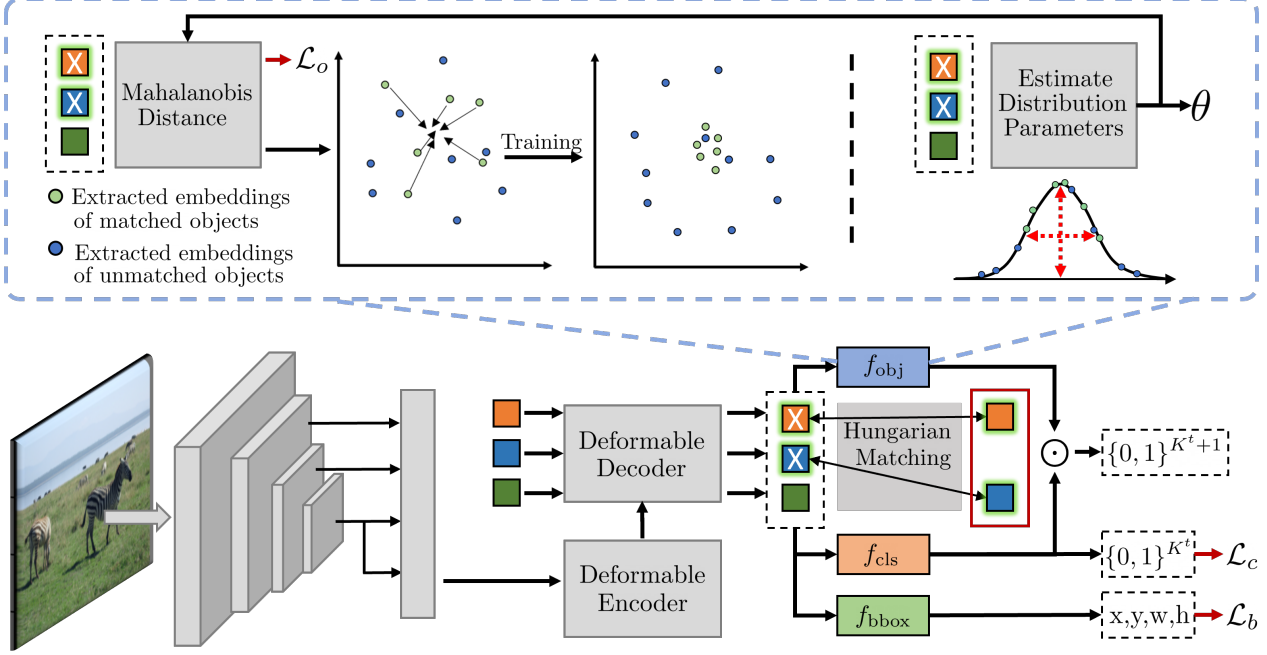 X
X
Mahalanobis
Distance
ℒₒ
Training
X
X
Estimate
Distribution
Parameters
θ
Extracted embeddings
of matched objects
Extracted embeddings
of unmatched objects
f_obj
X
X
Hungarian
Matching
Deformable
Decoder
{0, 1}^{K^t+1}
Deformable
Encoder
f_cls
{0, 1}^{K^t}
ℒ_c
f_bbox
x,y,w,h
ℒ_b